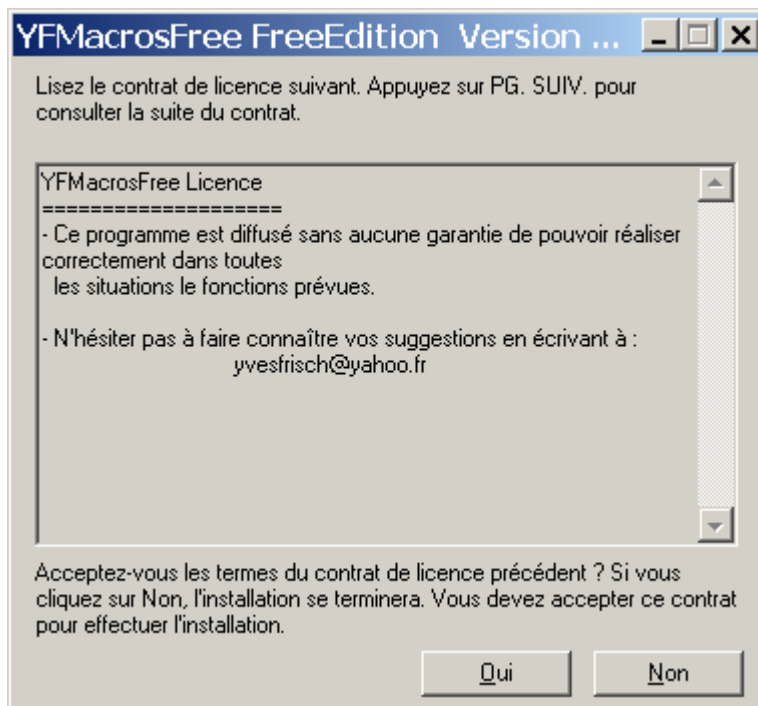 YFMacrosFree FreeEdition Version ...
Lisez le contrat de licence suivant. Appuyez sur PG. SUIV. pour
consulter la suite du contrat.
YFMacrosFree Licence
====================
- Ce programme est diffusé sans aucune garantie de pouvoir réaliser
correctement dans toutes
les situations le fonctions prévues.
- N'hésiter pas à faire connaître vos suggestions en écrivant à :
yvesfrisch@yahoo.fr
Acceptez-vous les termes du contrat de licence précédent ? Si vous
cliquez sur Non, l'installation se terminera. Vous devez accepter ce contrat
pour effectuer l'installation.
Oui Non